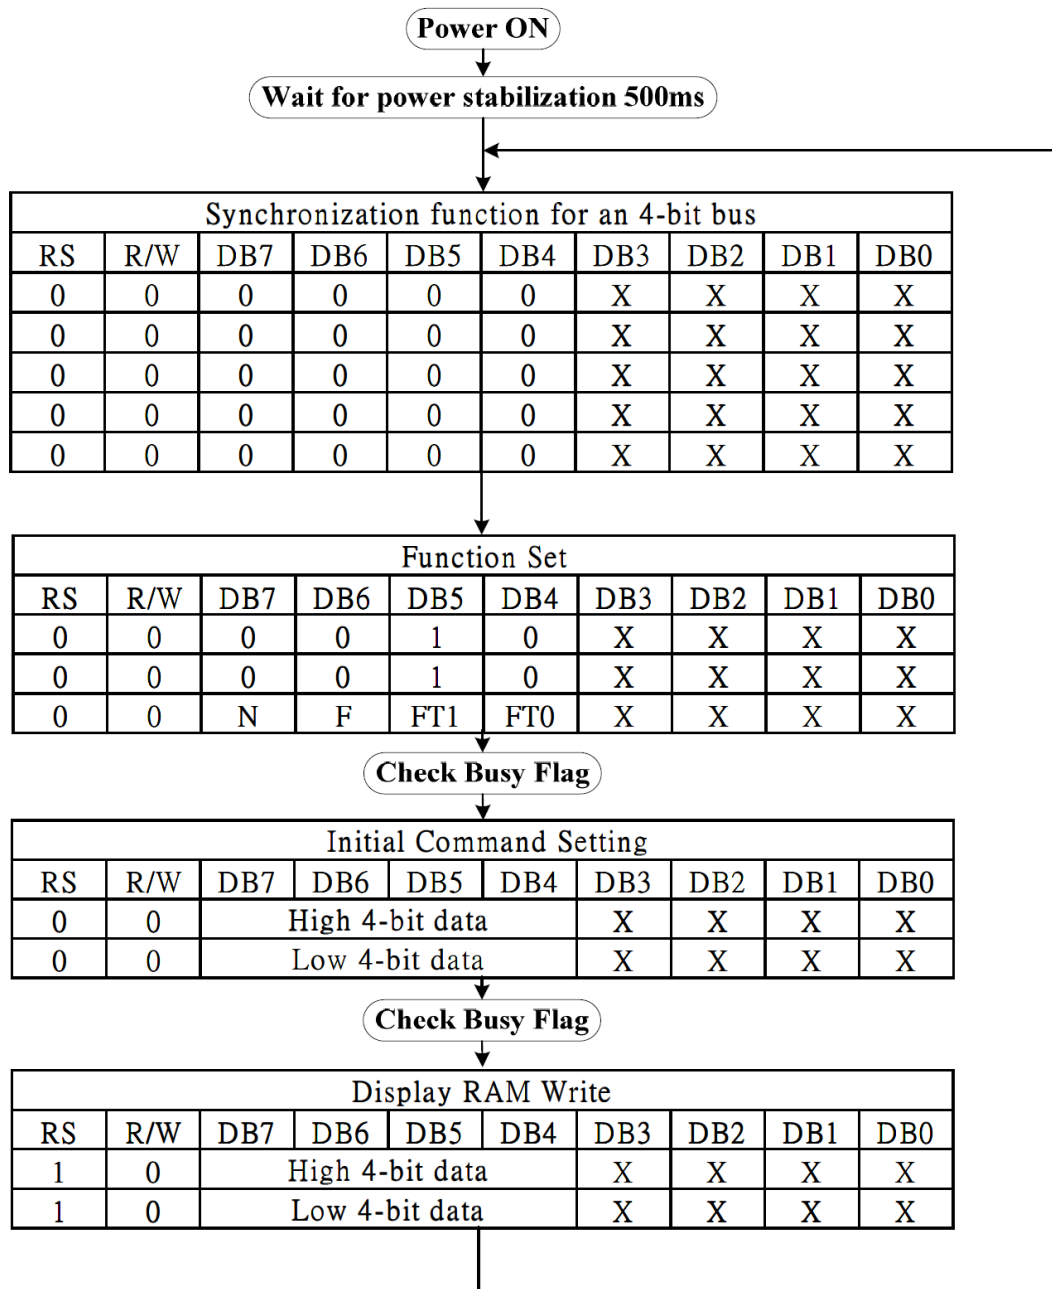 Power ON
Wait for power stabilization 500ms
Synchronization function for an 4-bit bus
RS R/W DB7 DB6 DB5 DB4 DB3 DB2 DB1 DB0
0 0 0 0 0 0 X X X X
0 0 0 0 0 0 X X X X
0 0 0 0 0 0 X X X X
0 0 0 0 0 0 X X X X
0 0 0 0 0 0 X X X X
Function Set
RS R/W DB7 DB6 DB5 DB4 DB3 DB2 DB1 DB0
0 0 0 0 1 0 X X X X
0 0 0 0 1 0 X X X X
0 0 N F FT1 FT0 X X X X
Check Busy Flag
Initial Command Setting
RS R/W DB7 DB6 DB5 DB4 DB3 DB2 DB1 DB0
0 0 High 4-bit data X X X X
0 0 Low 4-bit data X X X X
Check Busy Flag
Display RAM Write
RS R/W DB7 DB6 DB5 DB4 DB3 DB2 DB1 DB0
1 0 High 4-bit data X X X X
1 0 Low 4-bit data X X X X